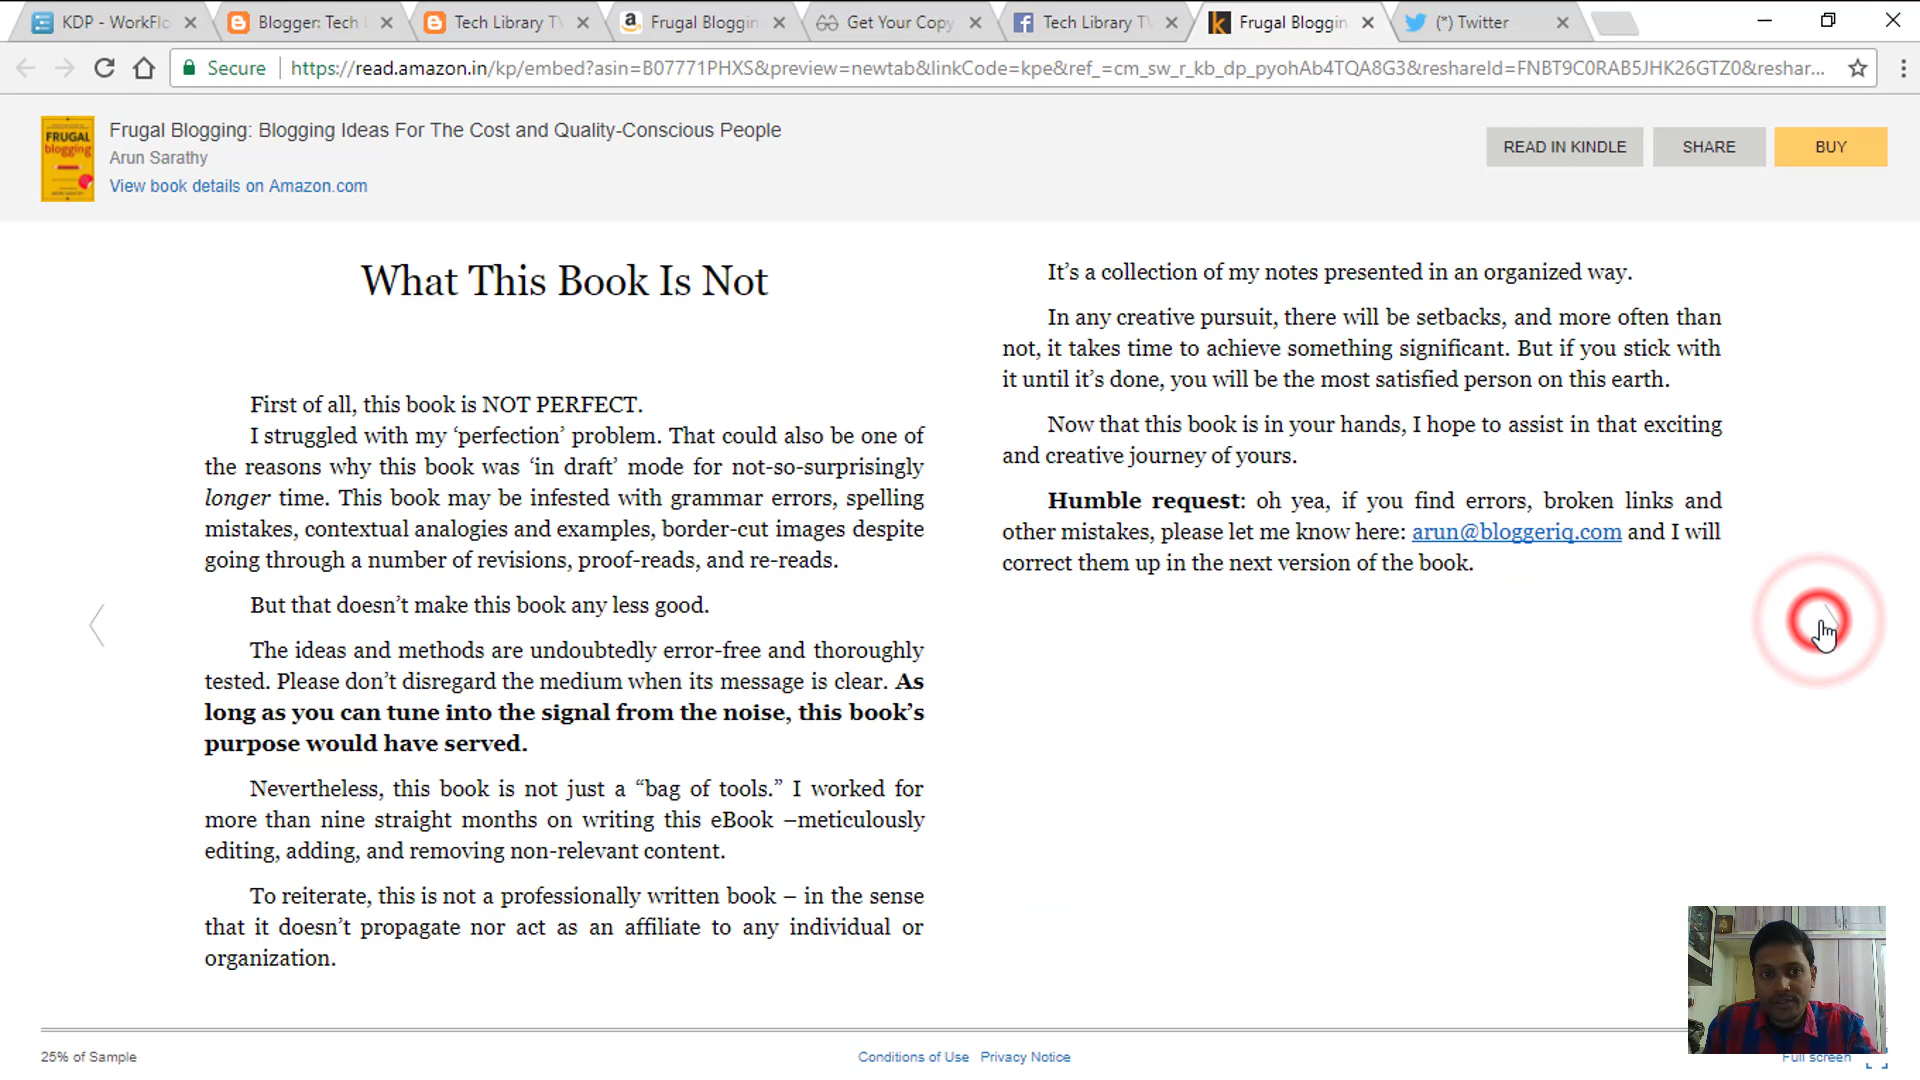 KDP - WorkFlo
Blogger: Tech L
Tech Library TV
Frugal Bloggin
Get Your Copy
Tech Library TV
Frugal Bloggin
(*) Twitter
Secure
https://read.amazon.in/kp/embed?asin=B07771PHXS&preview=newtab&linkCode=kpe&ref_=cm_sw_r_kb_dp_pyohAb4TQA8G3&reshareId=FNBT9C0RAB5JHK26GTZ0&reshar...
FRUGAL
blogging
Frugal Blogging: Blogging Ideas For The Cost and Quality-Conscious People
Arun Sarathy
View book details on Amazon.com
READ IN KINDLE
SHARE
BUY
What This Book Is Not
First of all, this book is NOT PERFECT.
I struggled with my ‘perfection’ problem. That could also be one of
the reasons why this book was ‘in draft’ mode for not-so-surprisingly
longer time. This book may be infested with grammar errors, spelling
mistakes, contextual analogies and examples, border-cut images despite
going through a number of revisions, proof-reads, and re-reads.
But that doesn’t make this book any less good.
The ideas and methods are undoubtedly error-free and thoroughly
tested. Please don’t disregard the medium when its message is clear. As
long as you can tune into the signal from the noise, this book’s
purpose would have served.
Nevertheless, this book is not just a “bag of tools.” I worked for
more than nine straight months on writing this eBook –meticulously
editing, adding, and removing non-relevant content.
To reiterate, this is not a professionally written book – in the sense
that it doesn’t propagate nor act as an affiliate to any individual or
organization.
It’s a collection of my notes presented in an organized way.
In any creative pursuit, there will be setbacks, and more often than
not, it takes time to achieve something significant. But if you stick with
it until it’s done, you will be the most satisfied person on this earth.
Now that this book is in your hands, I hope to assist in that exciting
and creative journey of yours.
Humble request: oh yea, if you find errors, broken links and
other mistakes, please let me know here: arun@bloggeriq.com and I will
correct them up in the next version of the book.
25% of Sample
Conditions of Use
Privacy Notice
Full screen